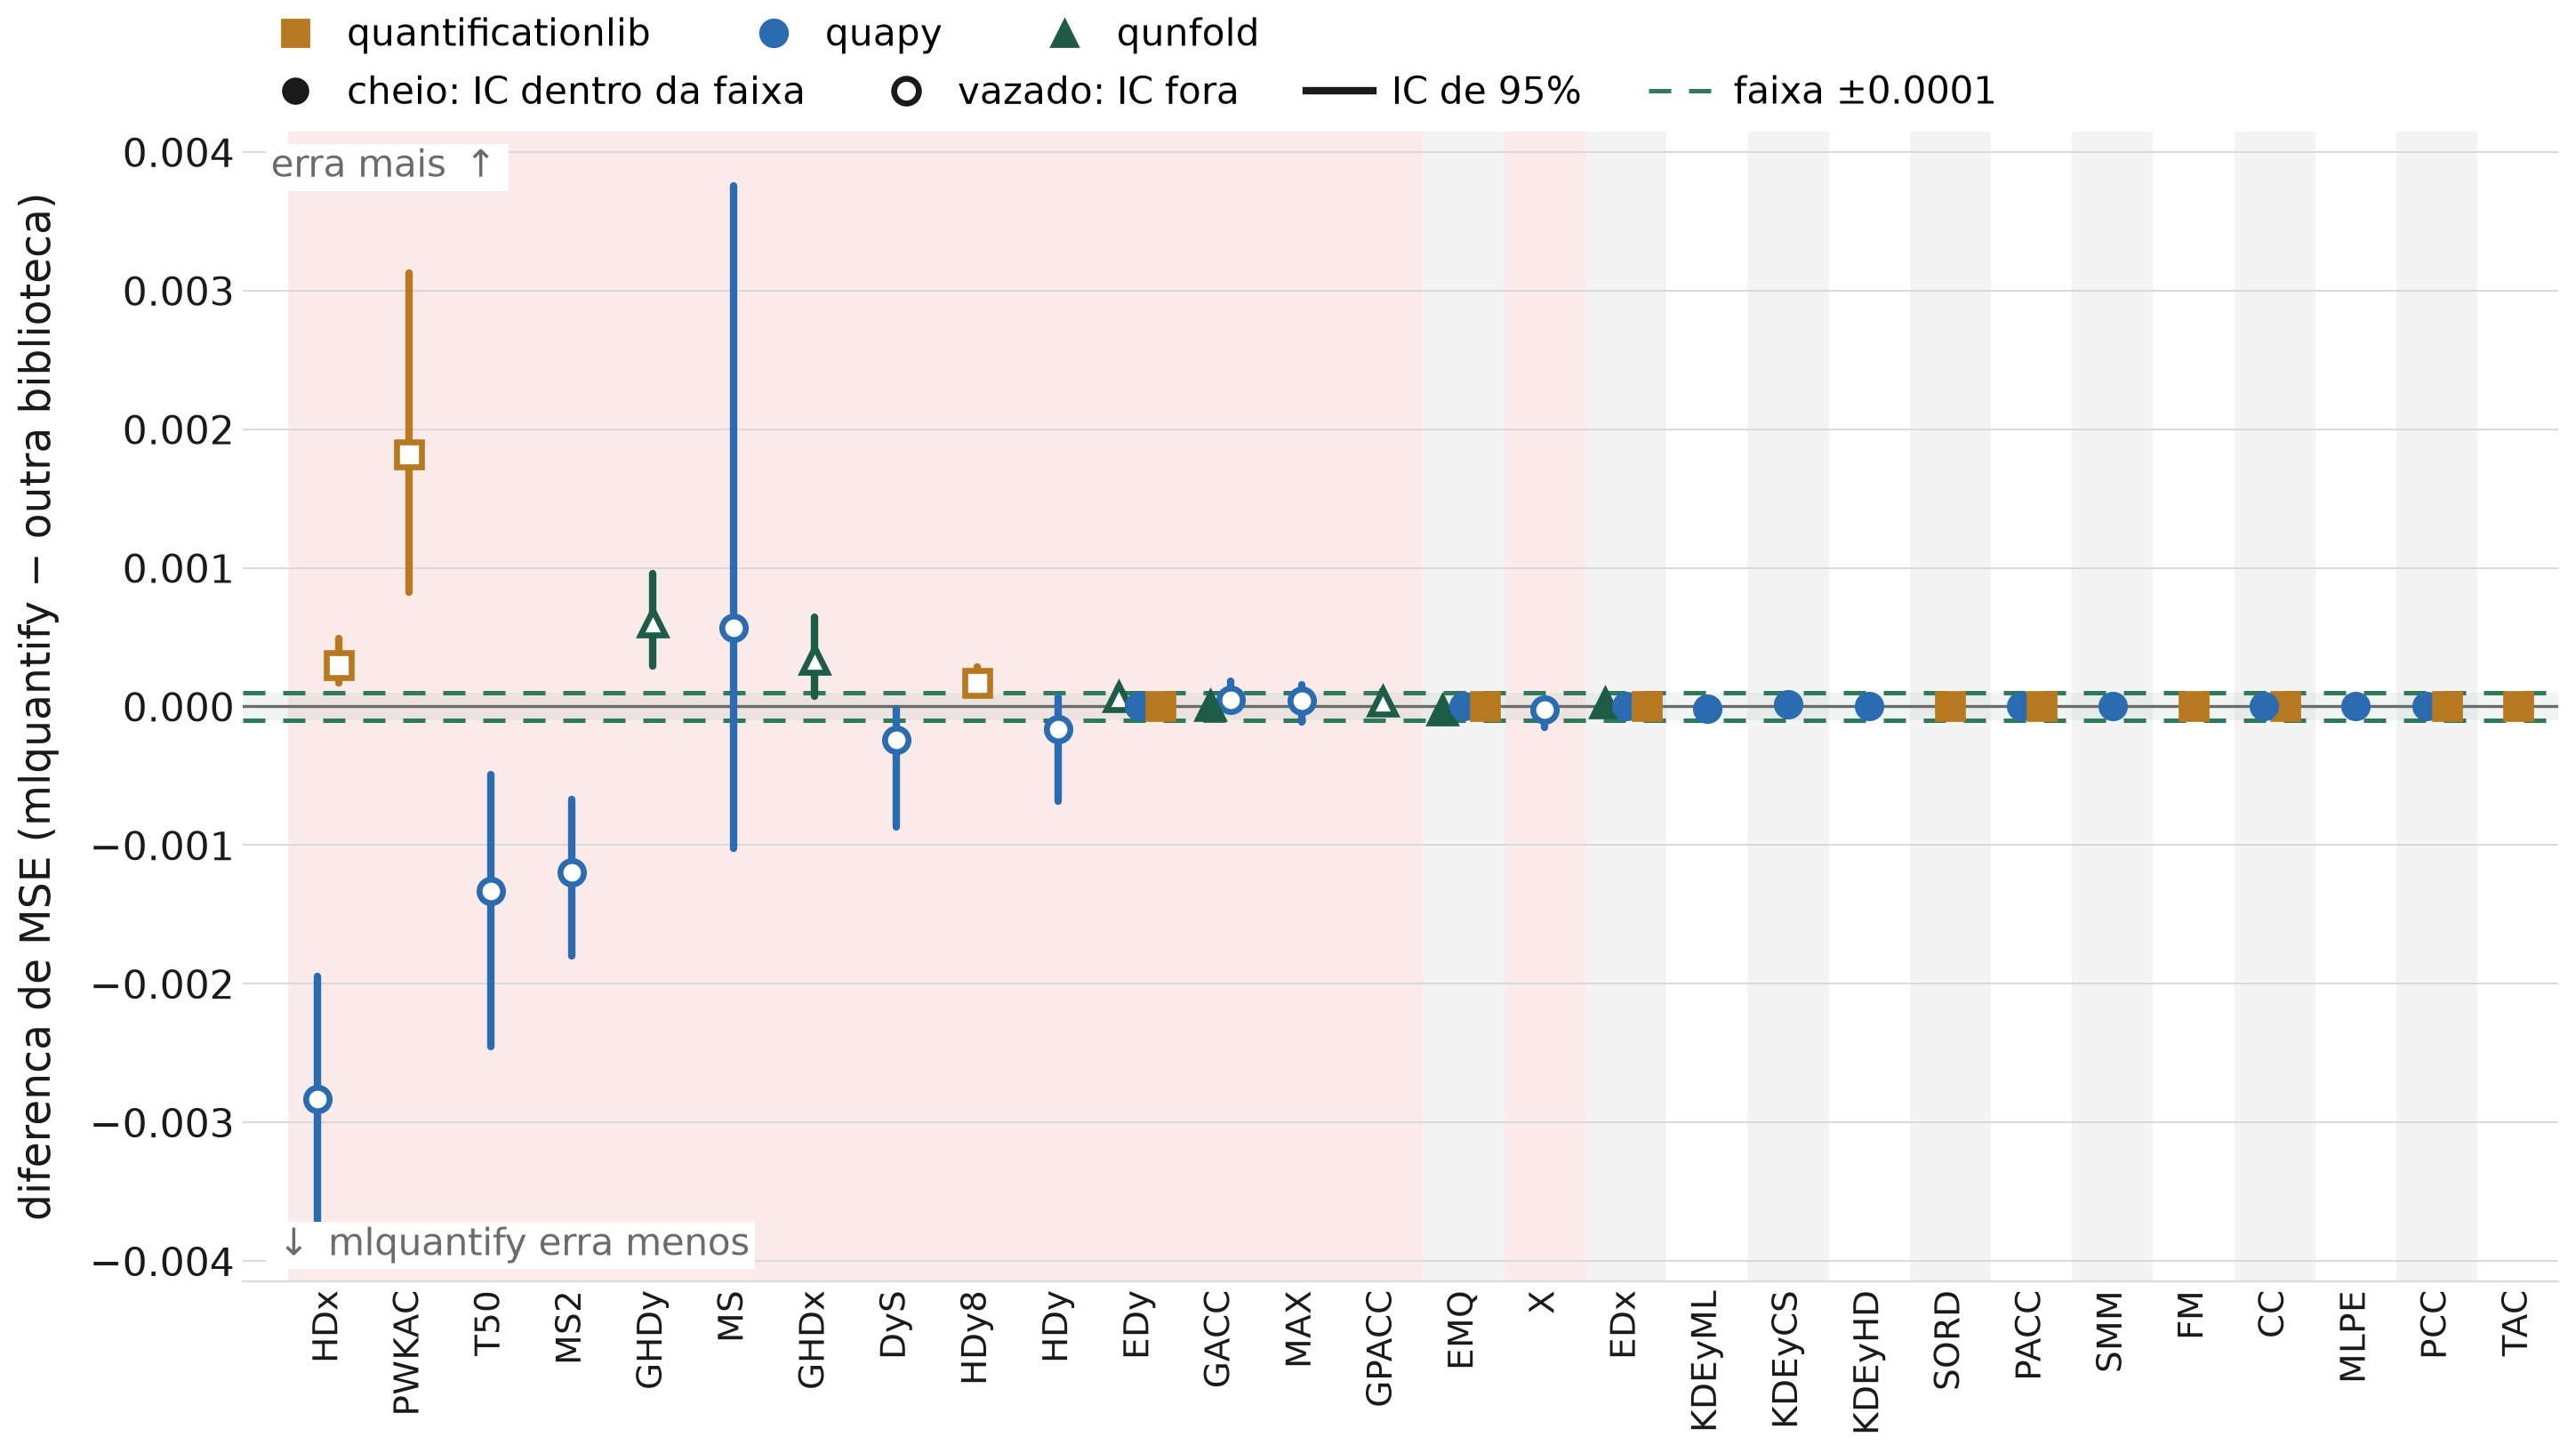 quantificationlib quapy qunfold
cheio: IC dentro da faixa vazado: IC fora IC de 95% faixa ±0.0001
diferenca de MSE (mlquantify − outra biblioteca)
0.004
0.003
0.002
0.001
0.000
−0.001
−0.002
−0.003
−0.004
erra mais ↑
↓ mlquantify erra menos
HDx
PWKAC
T50
MS2
GHDy
MS
GHDx
DyS
HDy8
HDy
EDy
GACC
MAX
GPACC
EMQ
X
EDx
KDEyML
KDEyCS
KDEyHD
SORD
PACC
SMM
FM
CC
MLPE
PCC
TAC